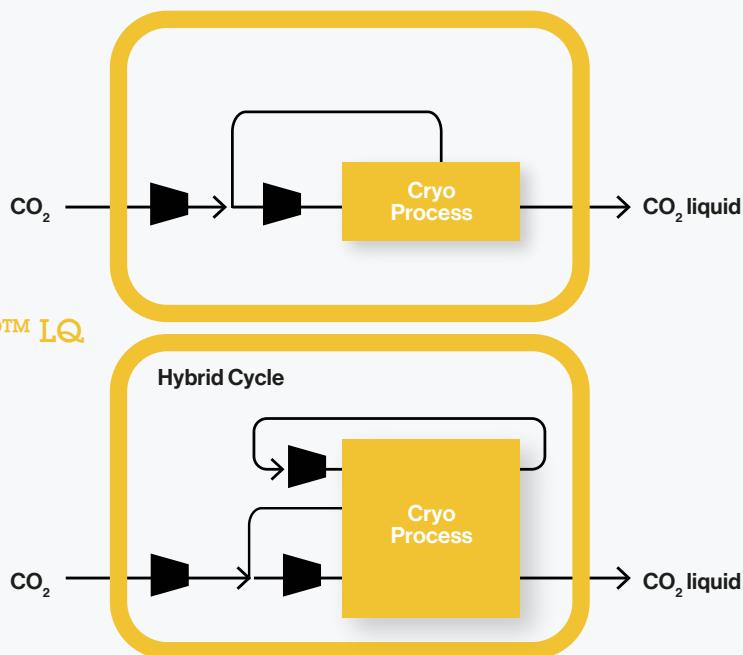 CO₂
Cryo
Process
CO₂ liquid
™ LQ
Hybrid Cycle
Cryo
Process
CO₂
CO₂ liquid